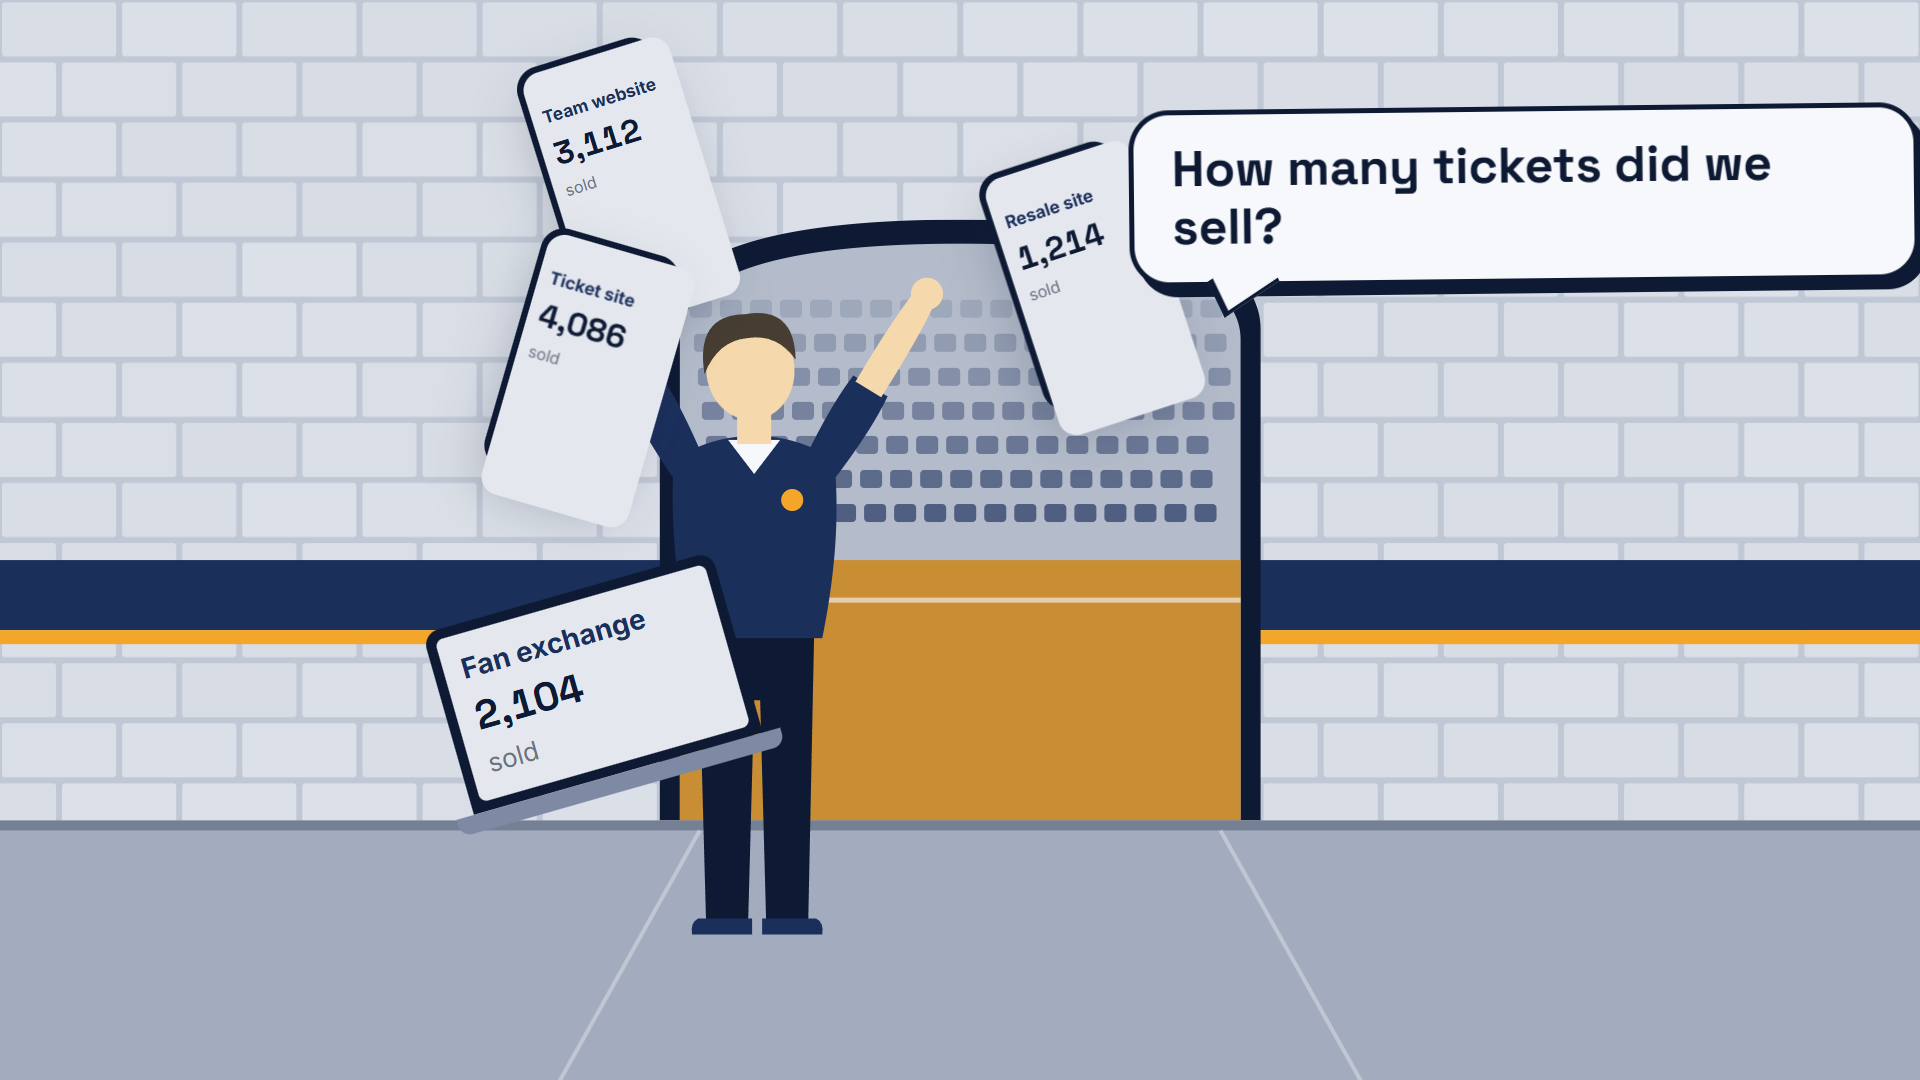 Team website
3,112
sold
Ticket site
4,086
sold
Resale site
1,214
sold
How many tickets did we
sell?
Fan exchange
2,104
sold